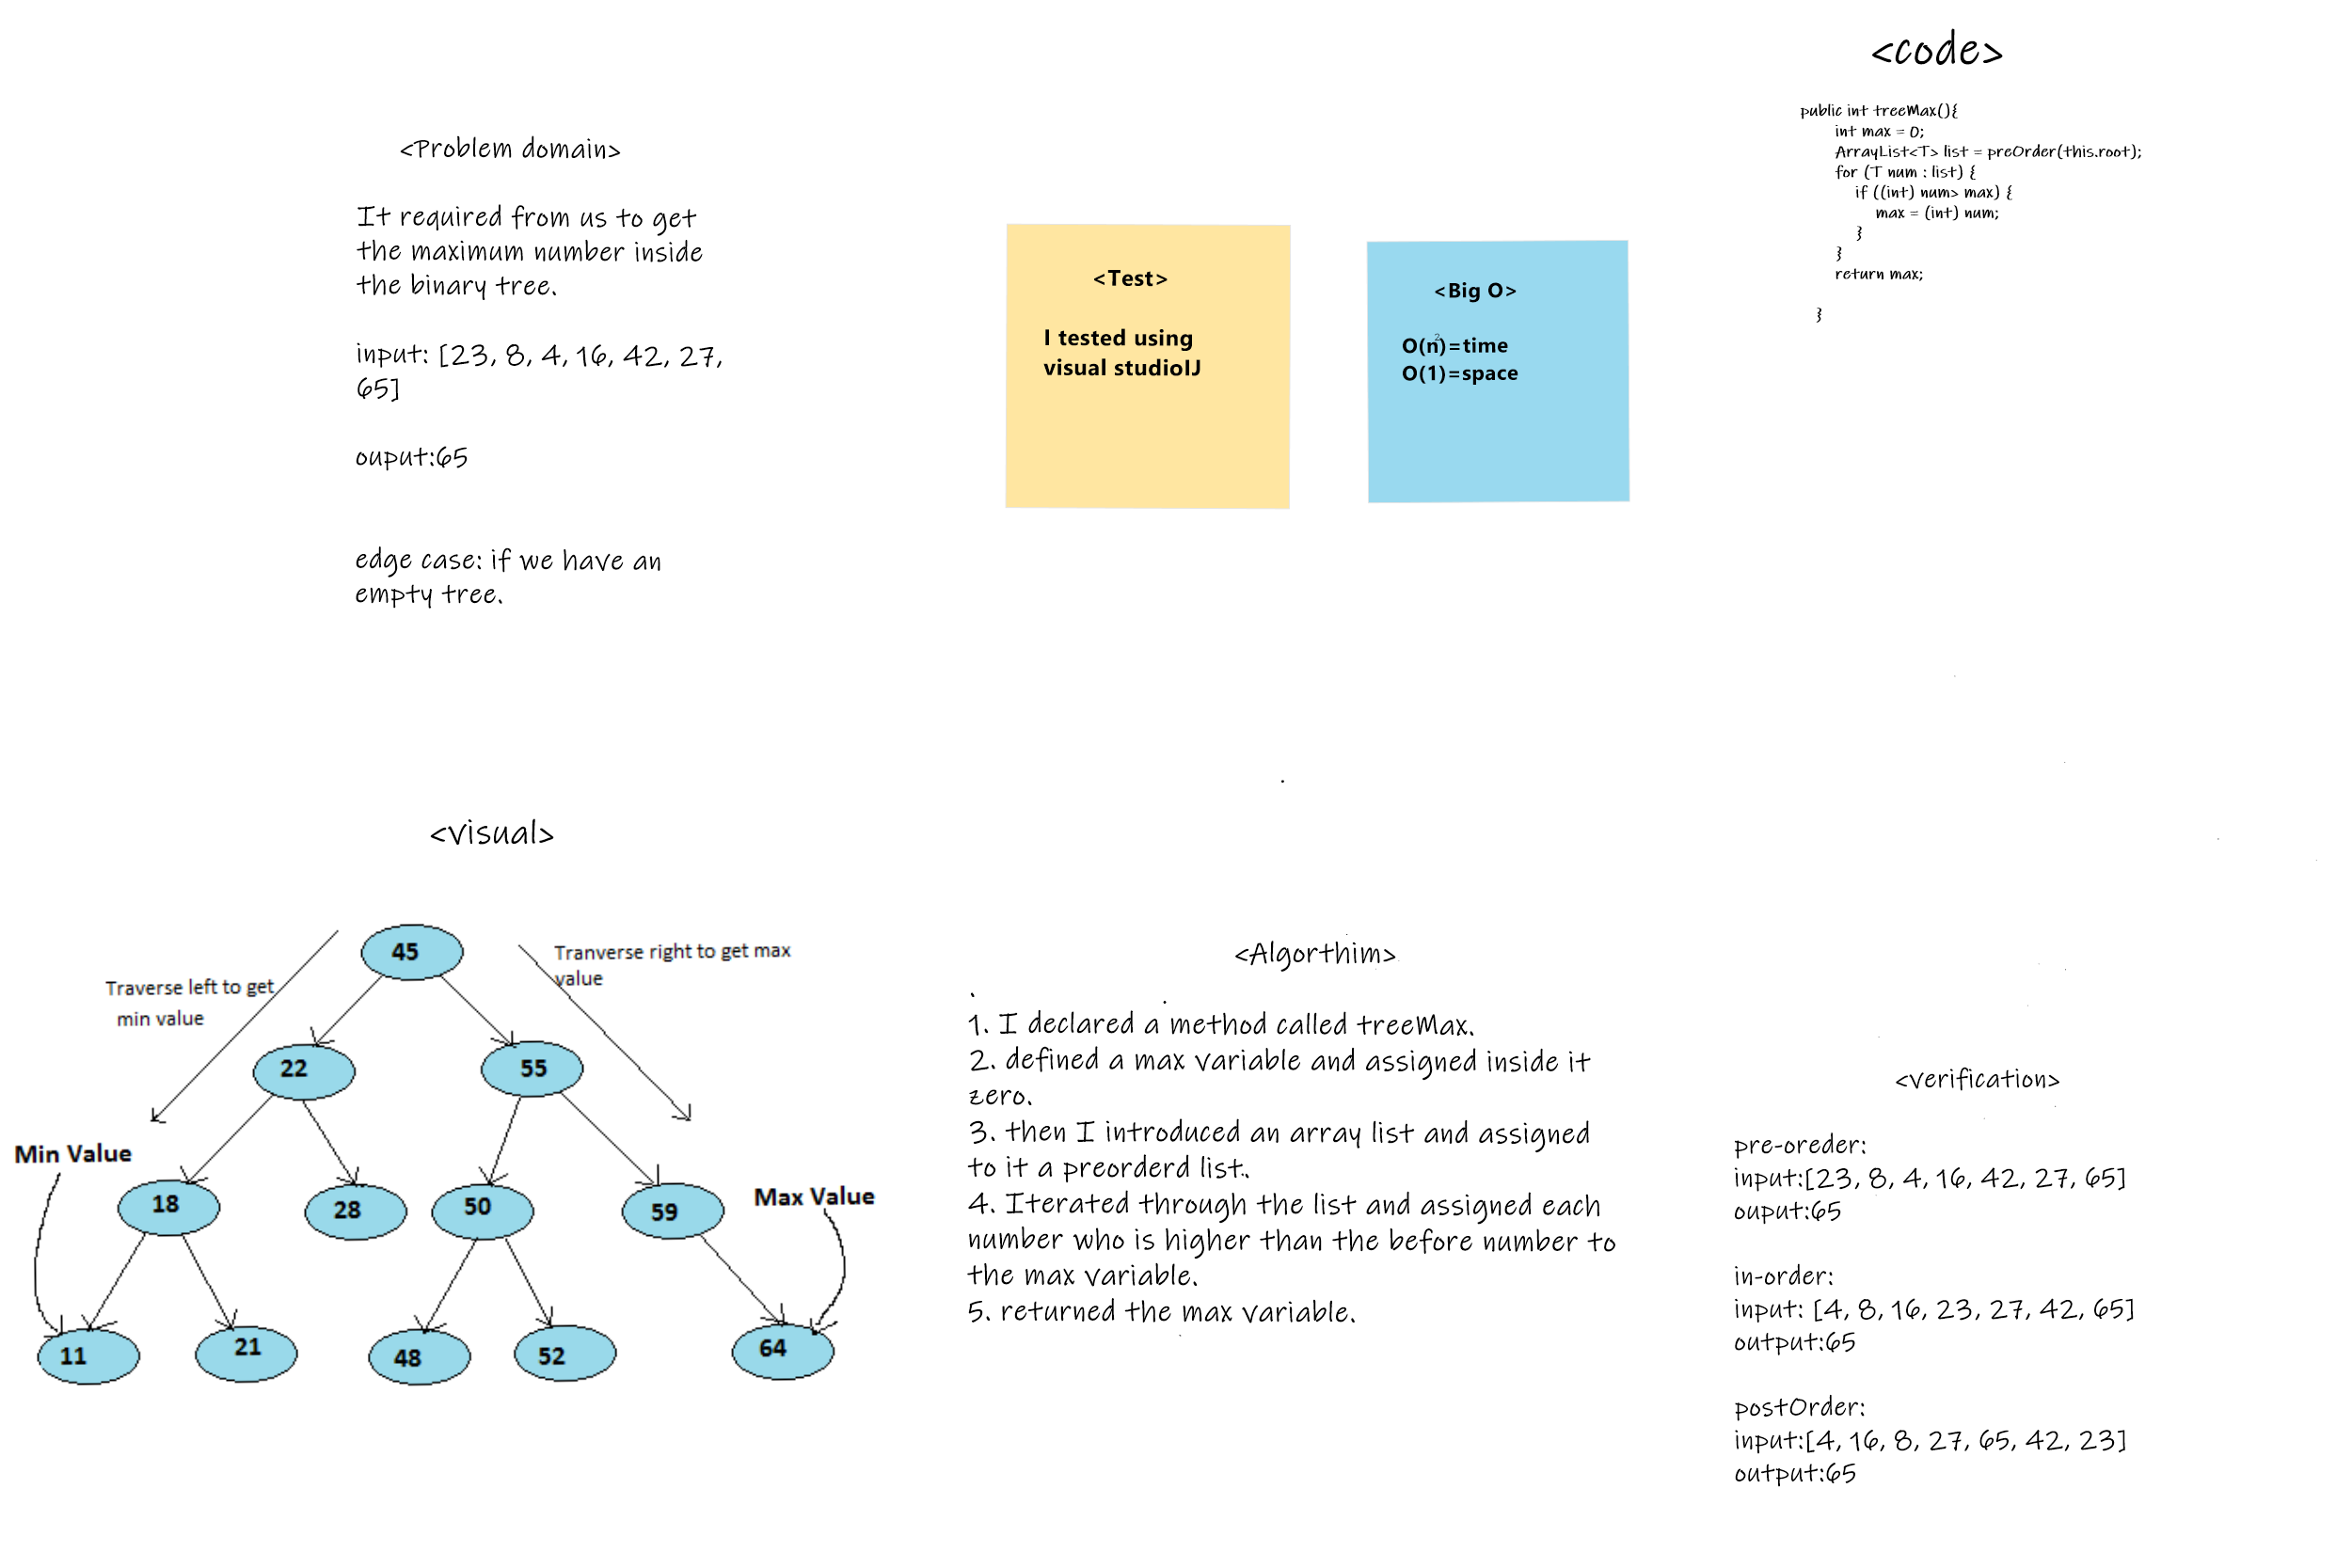 <Problem domain>
It required from us to get
the maximum number inside
the binary tree.
input: [23, 8, 4, 16, 42, 27,
65]
ouput:65
edge case: if we have an
empty tree.
<Test>
I tested using
visual studioIJ
<Big O>
O(n²)=time
O(1)=space
<code>
public int treeMax(){
int max = 0;
ArrayList<T> list = preOrder(this.root);
for (T num : list) {
if ((int) num> max) {
max = (int) num;
}
}
return max;
}
<visual>
Traverse left to get
min value
Tranverse right to get max
value
45
22
55
Min Value
18
28
50
59
Max Value
11
21
48
52
64
<Algorthim>
1. I declared a method called treeMax.
2. defined a max variable and assigned inside it
zero.
3. then I introduced an array list and assigned
to it a preorderd list.
4. Iterated through the list and assigned each
number who is higher than the before number to
the max variable.
5. returned the max variable.
<verification>
pre-oreder:
input:[23, 8, 4, 16, 42, 27, 65]
ouput:65
in-order:
input: [4, 8, 16, 23, 27, 42, 65]
output:65
postOrder:
input:[4, 16, 8, 27, 65, 42, 23]
output:65